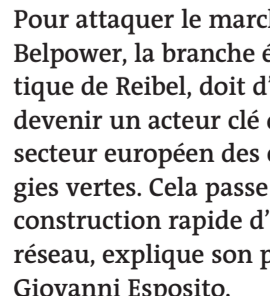 Pour attaquer le
Belpower, la branche
tique de Reibel, doit
devenir un acteur clé
secteur européen des
gies vertes. Cela passe
construction rapide
réseau, explique son
Giovanni Esposito.